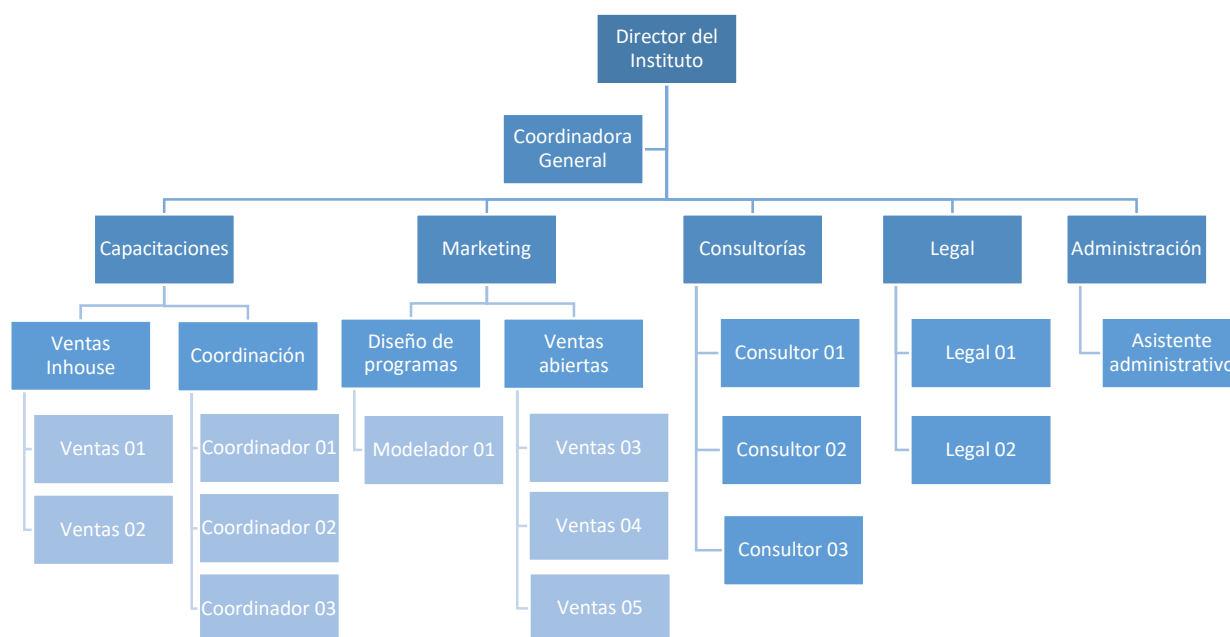 Director del
Instituto
Coordinadora
General
Capacitaciones
Marketing
Consultorías
Legal
Administración
Ventas
Inhouse
Coordinación
Diseño de
programas
Ventas
abiertas
Consultor 01
Legal 01
Asistente
administrativo
Ventas 01
Coordinador 01
Modelador 01
Ventas 03
Consultor 02
Legal 02
Ventas 02
Coordinador 02
Ventas 04
Consultor 03
Coordinador 03
Ventas 05